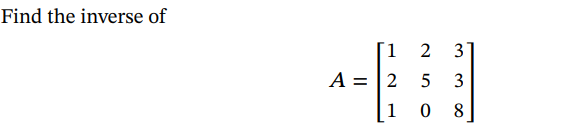 Find the inverse of
A = [1 2 3
2 5 3
1 0 8]